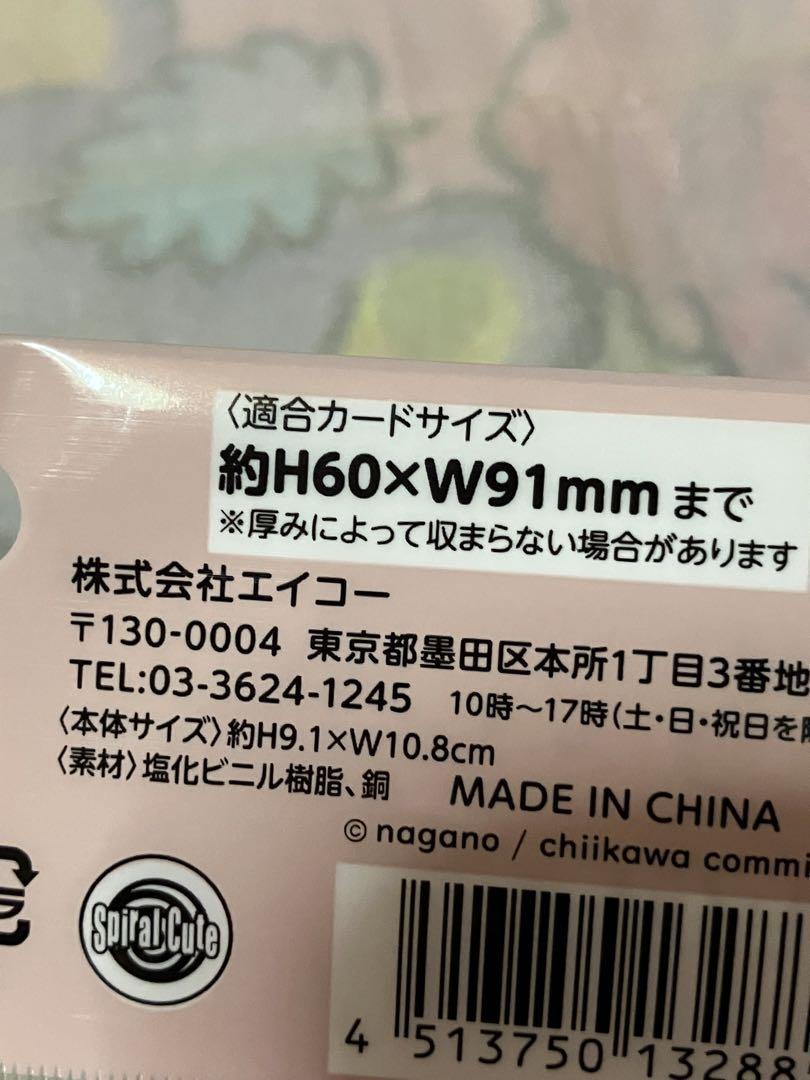 〈適合カードサイズ〉
約H60×W91mmまで
※厚みによって収まらない場合があります
株式会社エイコー
〒130-0004 東京都墨田区本所1丁目3番地
TEL:03-3624-1245 10時～17時(土・日・祝日を
〈本体サイズ〉約H9.1×W10.8cm
〈素材〉塩化ビニル樹脂、銅
MADE IN CHINA
© nagano / chiikawa commi
Spiral Cute
4 513750 13288